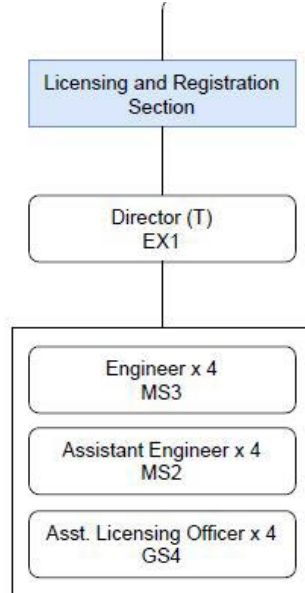 Licensing and Registration
Section
Director (T)
EX1
Engineer x 4
MS3
Assistant Engineer x 4
MS2
Asst. Licensing Officer x 4
GS4